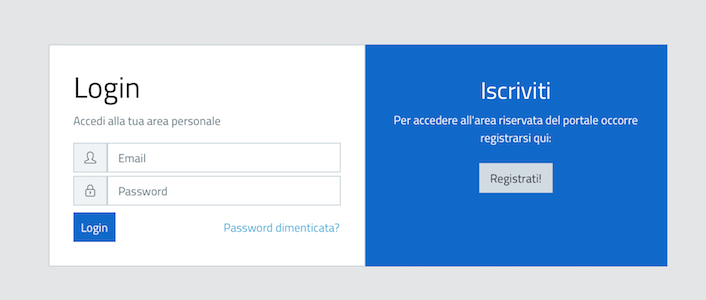 Login
Accedi alla tua area personale
Email
Password
Login
Password dimenticata?
Iscriviti
Per accedere all'area riservata del portale occorre
registrarsi qui:
Registrati!